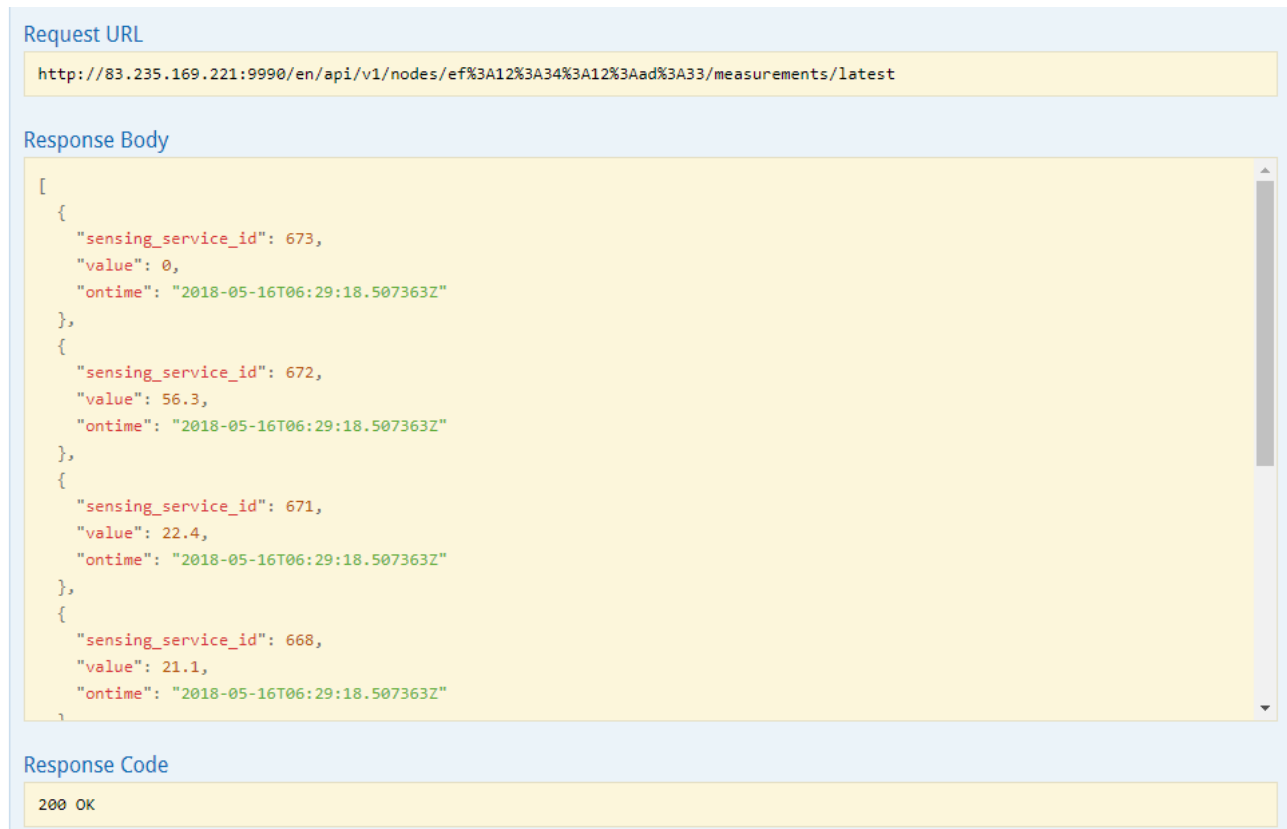 Request URL
http://83.235.169.221:9990/en/api/v1/nodes/ef%3A12%3A34%3A12%3Aad%3A33/measurements/latest
Response Body
[
  {
    "sensing_service_id": 673,
    "value": 0,
    "ontime": "2018-05-16T06:29:18.507363Z"
  },
  {
    "sensing_service_id": 672,
    "value": 56.3,
    "ontime": "2018-05-16T06:29:18.507363Z"
  },
  {
    "sensing_service_id": 671,
    "value": 22.4,
    "ontime": "2018-05-16T06:29:18.507363Z"
  },
  {
    "sensing_service_id": 668,
    "value": 21.1,
    "ontime": "2018-05-16T06:29:18.507363Z"
  }
Response Code
200 OK